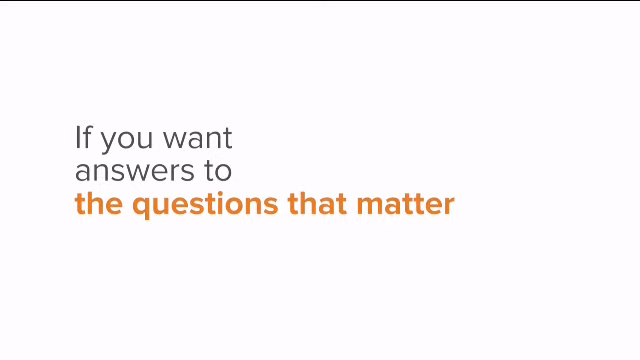 If you want
answers to
the questions that matter